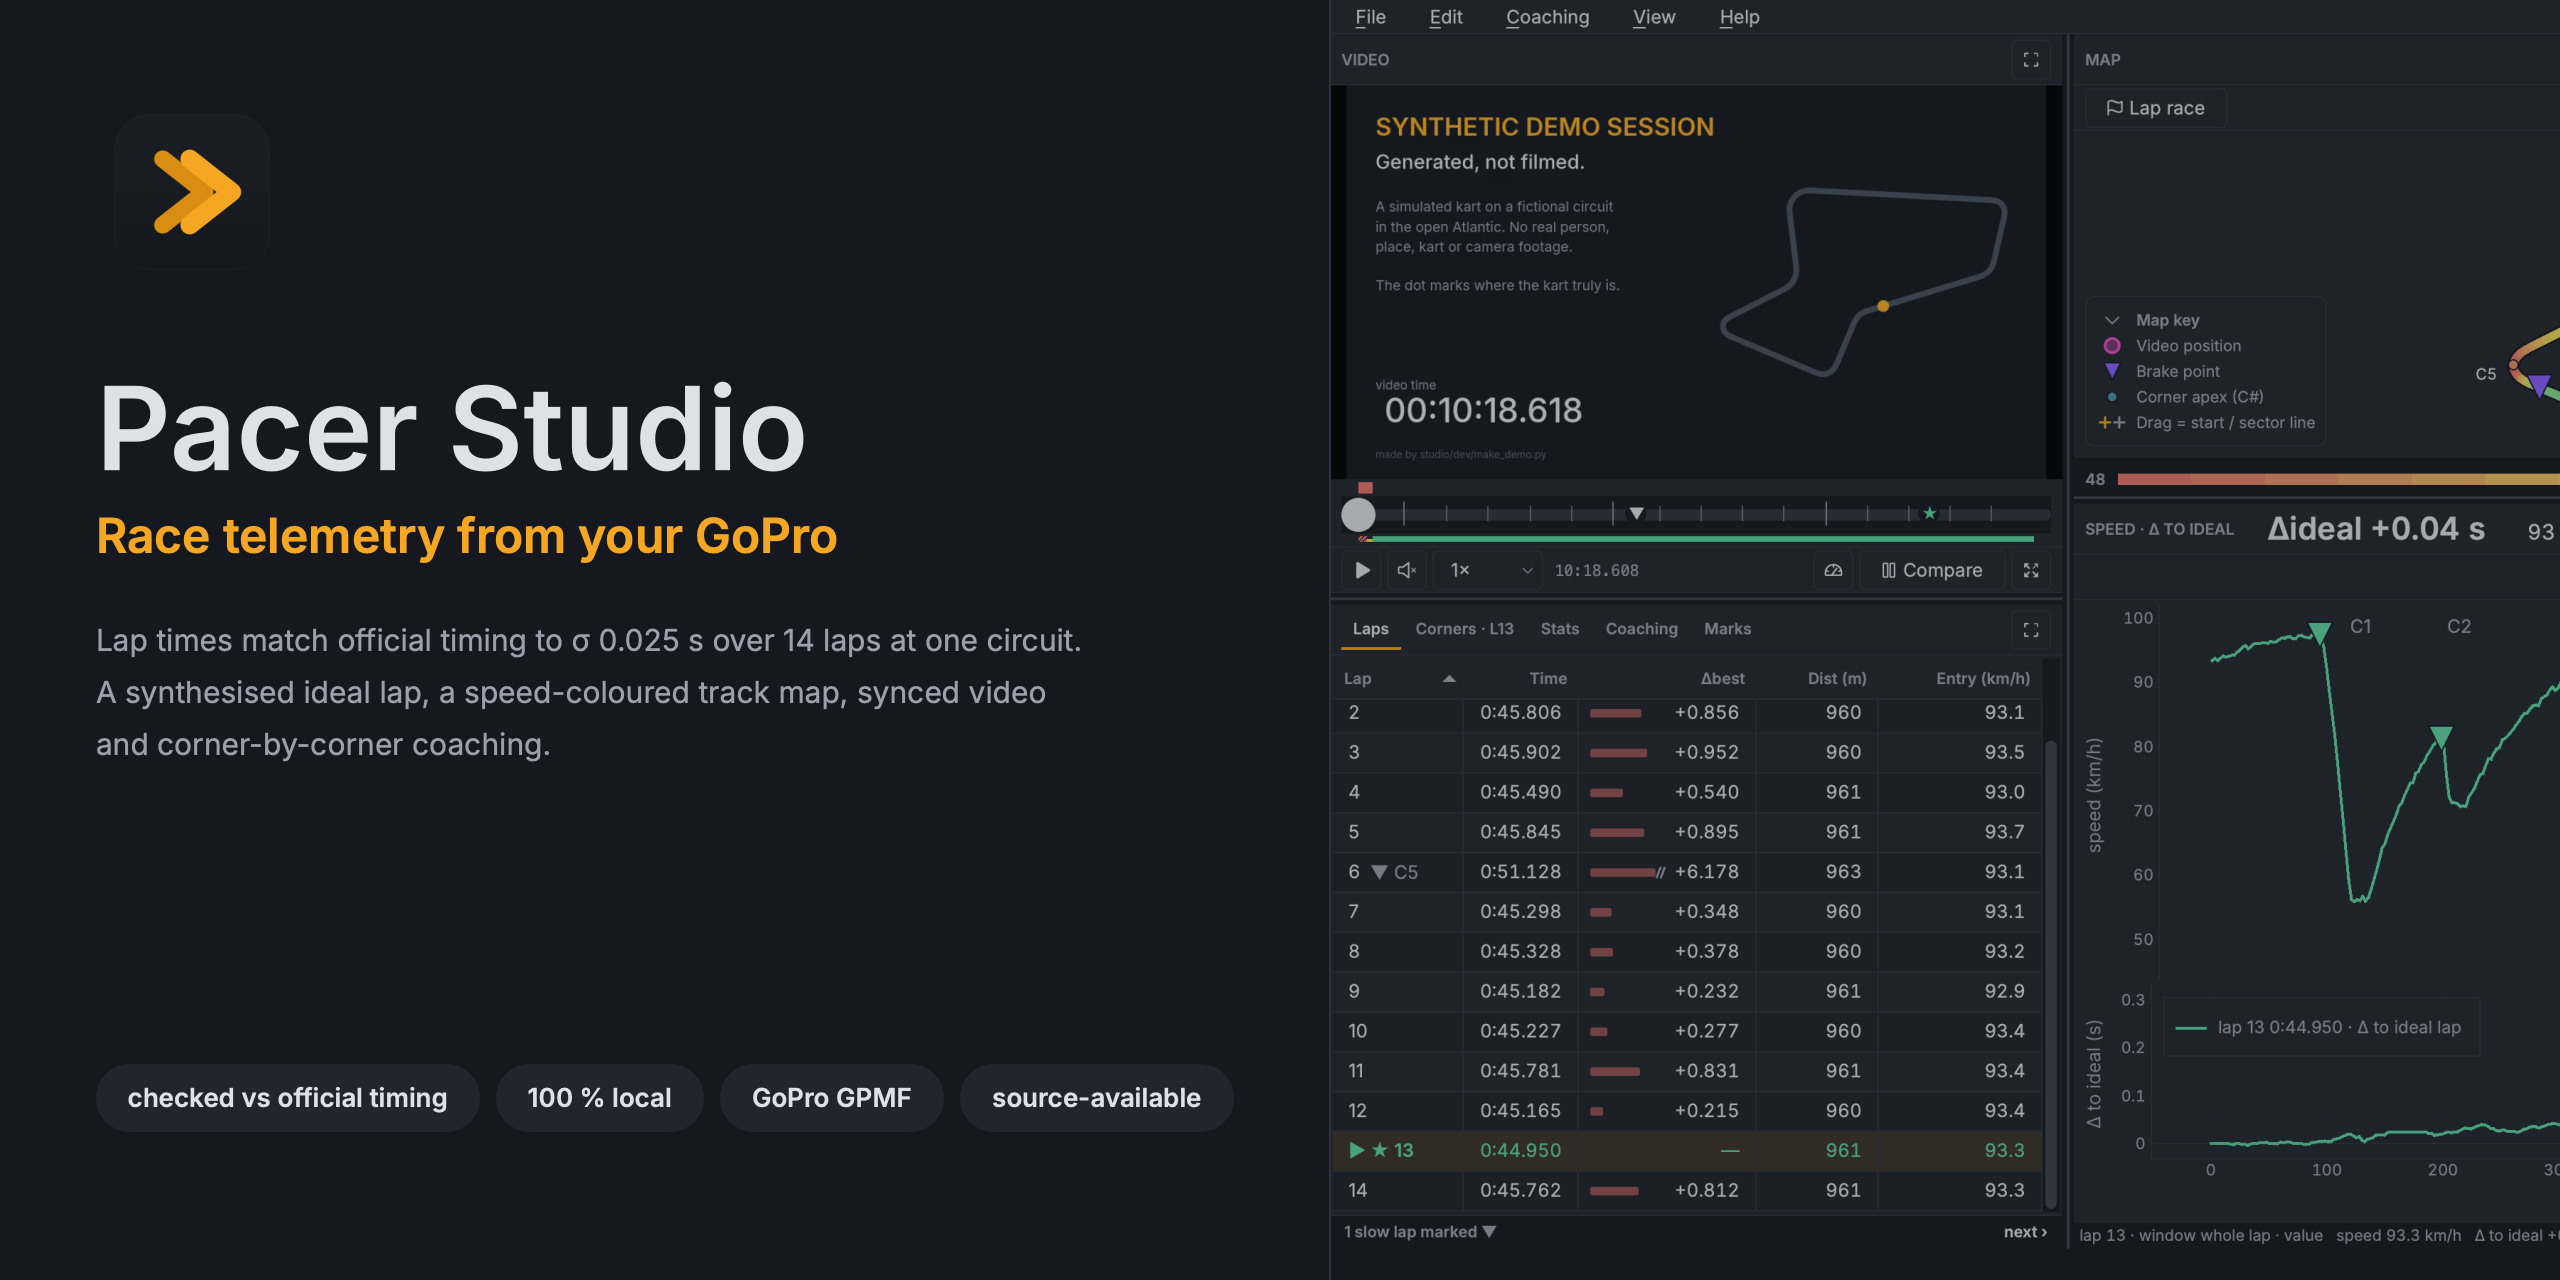 Pacer Studio
Race telemetry from your GoPro
Lap times match official timing to σ 0.025 s over 14 laps at one circuit.
A synthesised ideal lap, a speed-coloured track map, synced video
and corner-by-corner coaching.
checked vs official timing
100 % local
GoPro GPMF
source-available
File Edit Coaching View Help
VIDEO
SYNTHETIC DEMO SESSION
Generated, not filmed.
A simulated kart on a fictional circuit
in the open Atlantic. No real person,
place, kart or camera footage.
The dot marks where the kart truly is.
video time
00:10:18.618
made by studio/dev/make_demo.py
1×
10:18.608
Compare
Laps Corners · L13 Stats Coaching Marks
Lap Time Δbest Dist (m) Entry (km/h)
2 0:45.806 +0.856 960 93.1
3 0:45.902 +0.952 960 93.5
4 0:45.490 +0.540 961 93.0
5 0:45.845 +0.895 961 93.7
6 ▼ C5 0:51.128 +6.178 963 93.1
7 0:45.298 +0.348 960 93.1
8 0:45.328 +0.378 960 93.2
9 0:45.182 +0.232 961 92.9
10 0:45.227 +0.277 960 93.4
11 0:45.781 +0.831 961 93.4
12 0:45.165 +0.215 960 93.4
▶ ★ 13 0:44.950 — 961 93.3
14 0:45.762 +0.812 961 93.3
1 slow lap marked ▼ next ›
MAP
Lap race
Map key
Video position
Brake point
Corner apex (C#)
Drag = start / sector line
C5
48
SPEED · Δ TO IDEAL Δideal +0.04 s 93
C1 C2
speed (km/h)
100
90
80
70
60
50
Δ to ideal (s)
0.3
0.2
0.1
0
lap 13 0:44.950 · Δ to ideal lap
0 100 200
lap 13 · window whole lap · value speed 93.3 km/h Δ to ideal